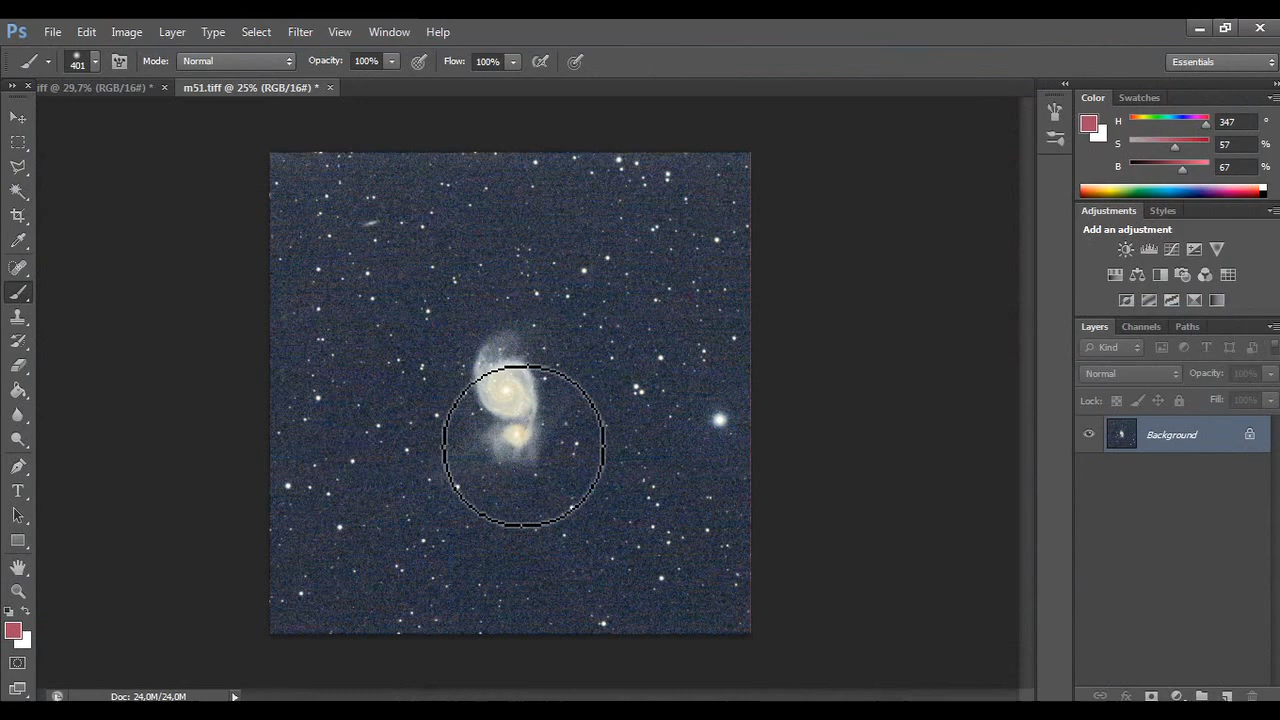 Ps File Edit Image Layer Type Select Filter Opacity View Window Help
401 Mode: Normal Opacity: 100% Flow: 100% Essentials
iff @ 29,7% (RGB/16#) * × m51.tiff @ 25% (RGB/16#) * ×
Color Swatches
H 347 °
S 57 %
B 67 %
Adjustments Styles
Add an adjustment
Layers Channels Paths
Kind
Normal Opacity: 100%
Lock: Fill: 100%
Background
Doc: 24,0M/24,0M